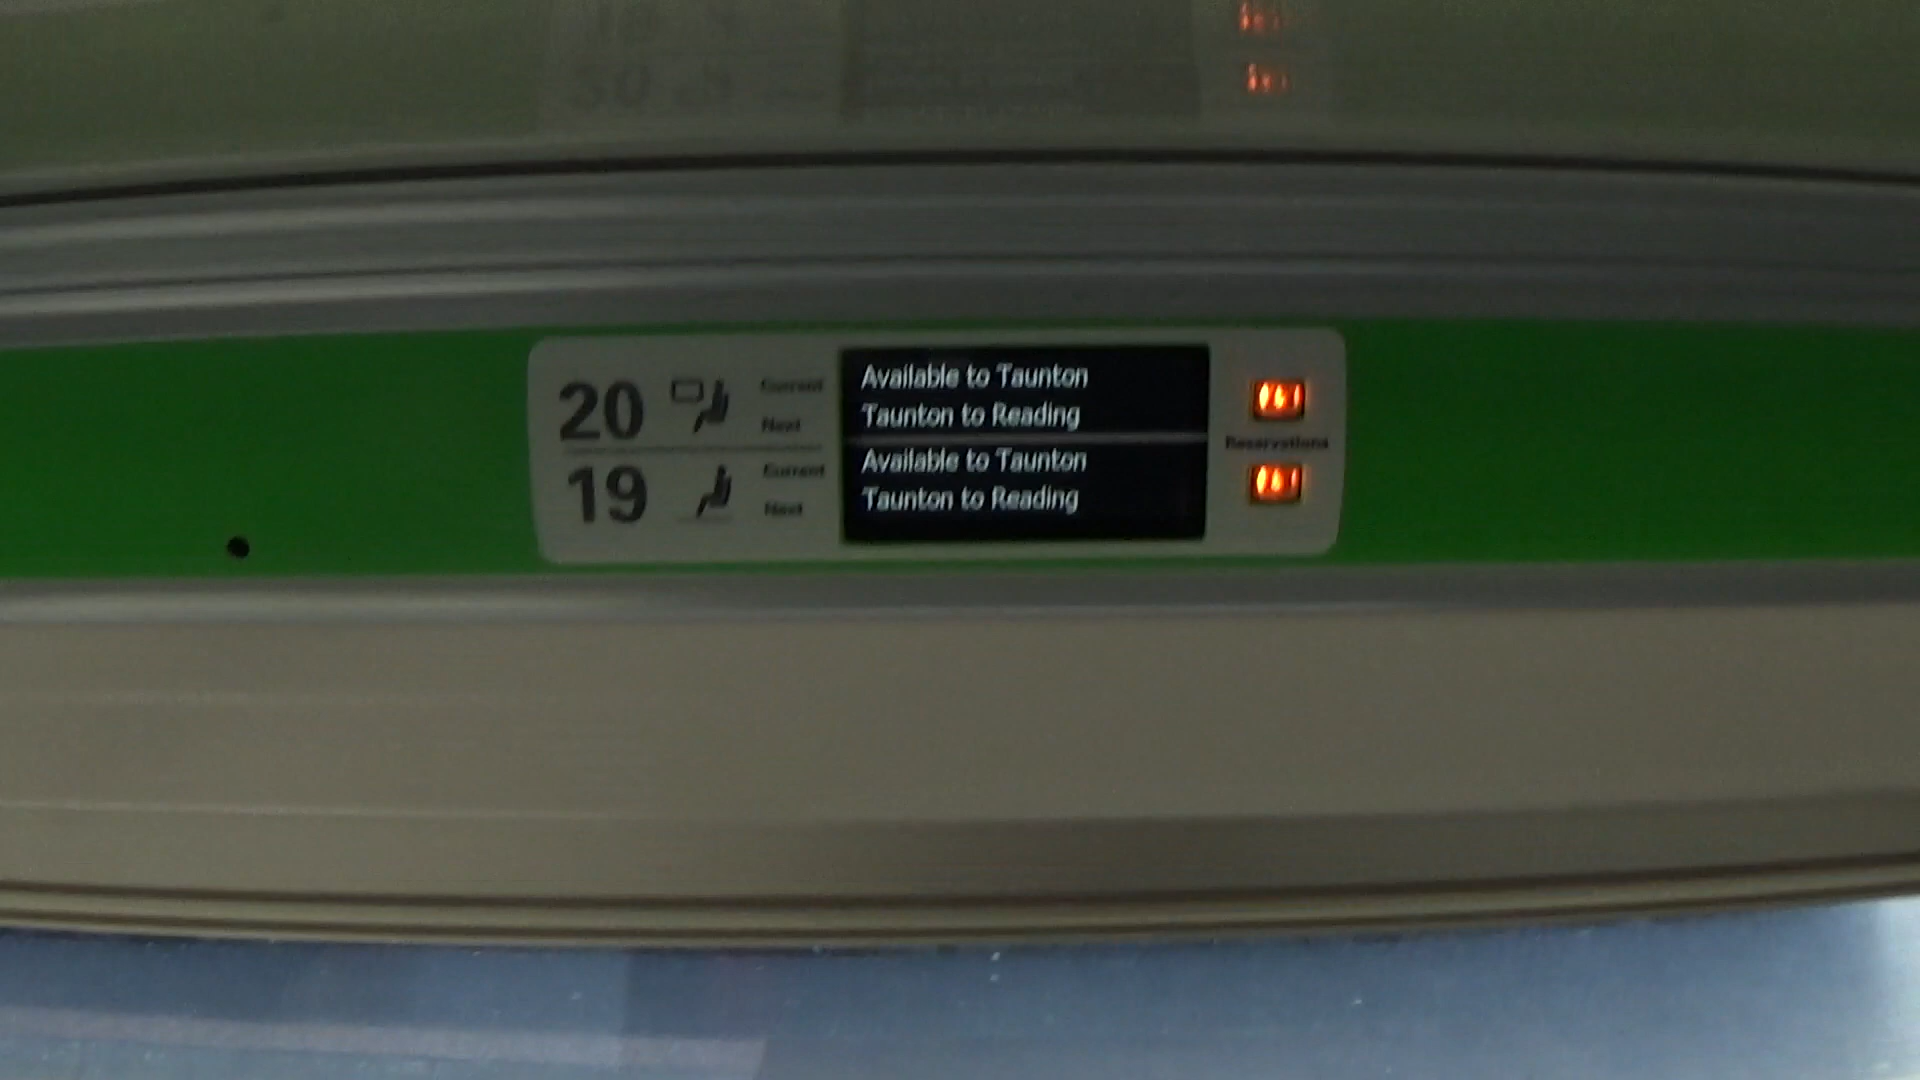 20 Current Available to Taunton
Next Taunton to Reading
Reservations
19 Current Available to Taunton
Next Taunton to Reading